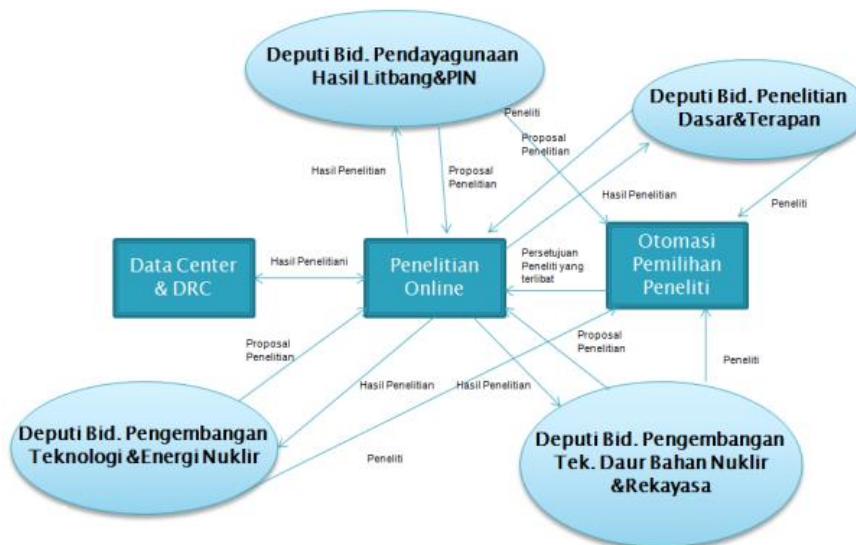 Deputi Bid. Pendayagunaan
Hasil Litbang&PIN
Deputi Bid. Penelitian
Dasar&Terapan
Peneliti
Proposal
Penelitian
Hasil Penelitian
Proposal
Penelitian
Hasil Penelitian
Peneliti
Data Center
& DRC
Hasil Penelitiani
Penelitian
Online
Persetujuan
Peneliti yang
terlibat
Otomasi
Pemilihan
Peneliti
Proposal
Penelitian
Proposal
Penelitian
Peneliti
Hasil Penelitian
Hasil Penelitian
Deputi Bid. Pengembangan
Teknologi &Energi Nuklir
Peneliti
Deputi Bid. Pengembangan
Tek. Daur Bahan Nuklir
&Rekayasa